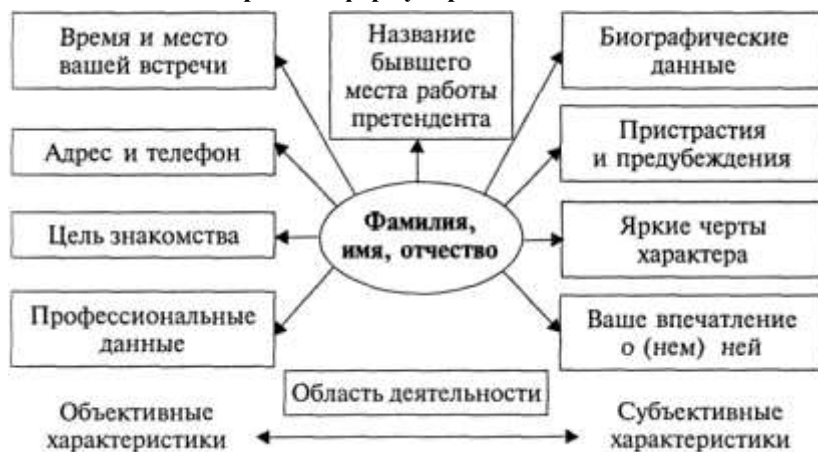 Время и место
вашей встречи
Название
бывшего
места работы
претендента
Биографические
данные
Адрес и телефон
Пристрастия
и предубеждения
Фамилия,
имя, отчество
Цель знакомства
Яркие черты
характера
Профессиональные
данные
Ваше впечатление
о (нем) ней
Область деятельности
Объективные
характеристики
Субъективные
характеристики